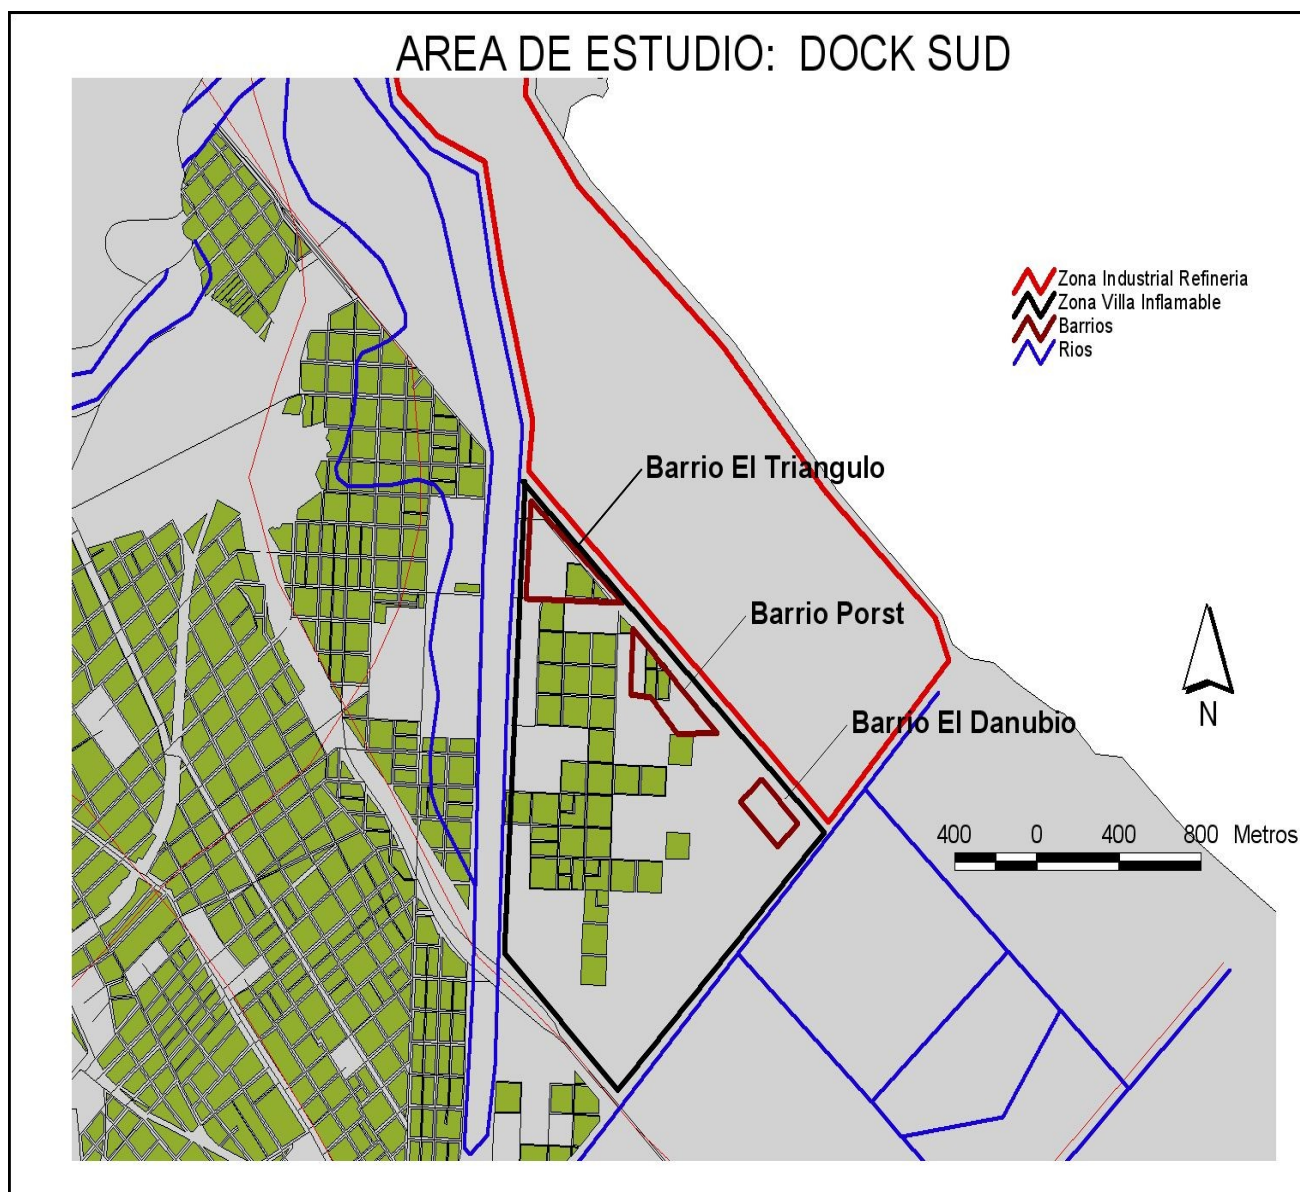 AREA DE ESTUDIO: DOCK SUD
Zona Industrial Refineria
Zona Villa Inflamable
Barrios
Rios
Barrio El Triangulo
Barrio Porst
Barrio El Danubio
N
400 0 400 800 Metros